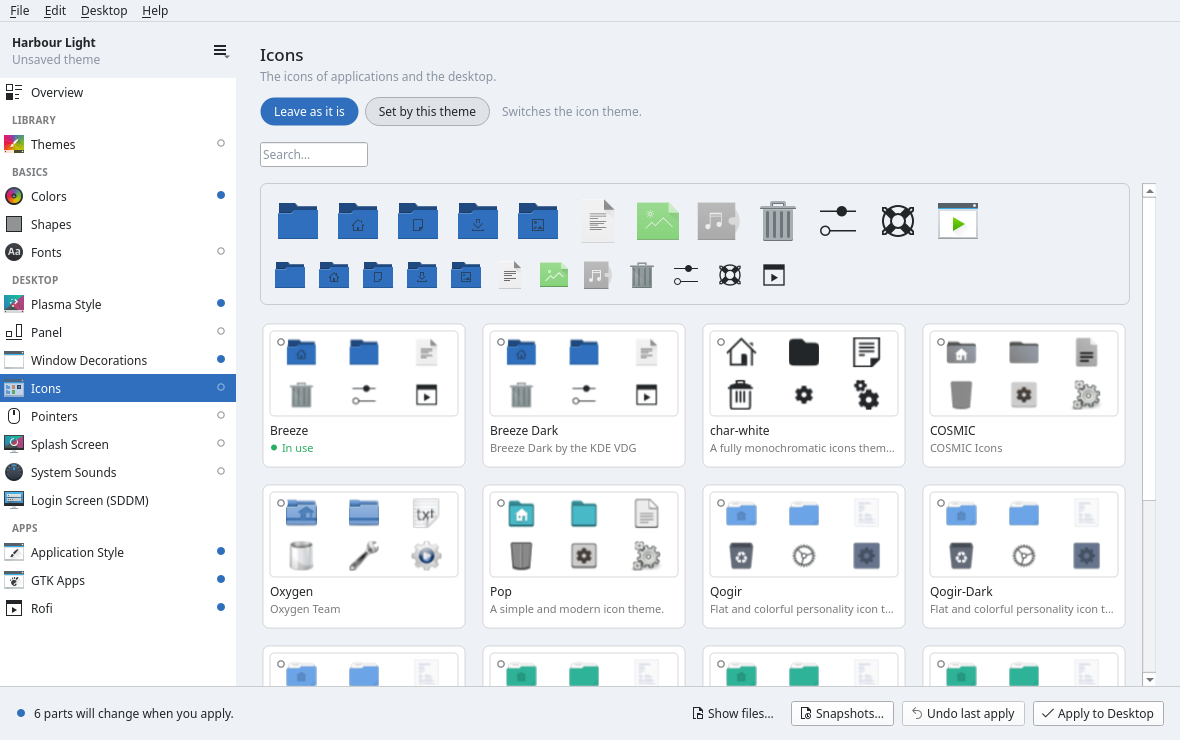 File Edit Desktop Help
Harbour Light
Unsaved theme
Overview
LIBRARY
Themes
BASICS
Colors
Shapes
Aa
Fonts
DESKTOP
Plasma Style
Panel
Window Decorations
Icons
Pointers
Splash Screen
System Sounds
Login Screen (SDDM)
APPS
Application Style
GTK Apps
Rofi
Icons
The icons of applications and the desktop.
Leave as it is
Set by this theme
Switches the icon theme.
Search...
Breeze
In use
Breeze Dark
Breeze Dark by the KDE VDG
char-white
A fully monochromatic icons them...
COSMIC
COSMIC Icons
txt
Oxygen
Oxygen Team
Pop
A simple and modern icon theme.
Qogir
Flat and colorful personality icon t...
Qogir-Dark
Flat and colorful personality icon t...
6 parts will change when you apply.
Show files...
Snapshots...
Undo last apply
Apply to Desktop